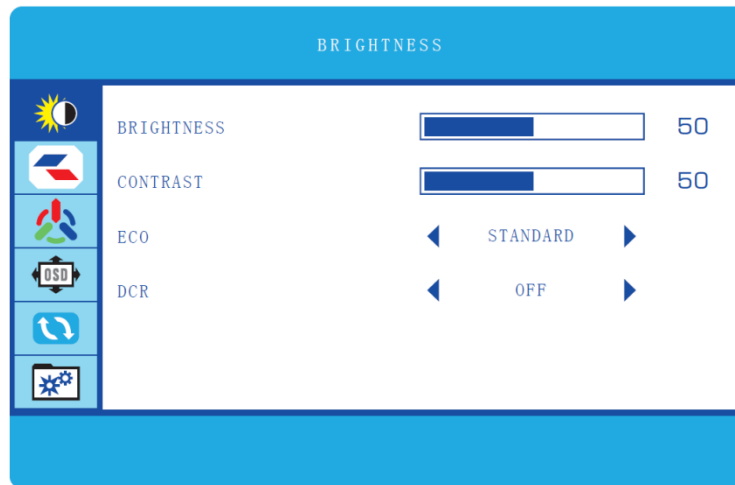 BRIGHTNESS
BRIGHTNESS 50
CONTRAST 50
ECO STANDARD
OSD
DCR OFF